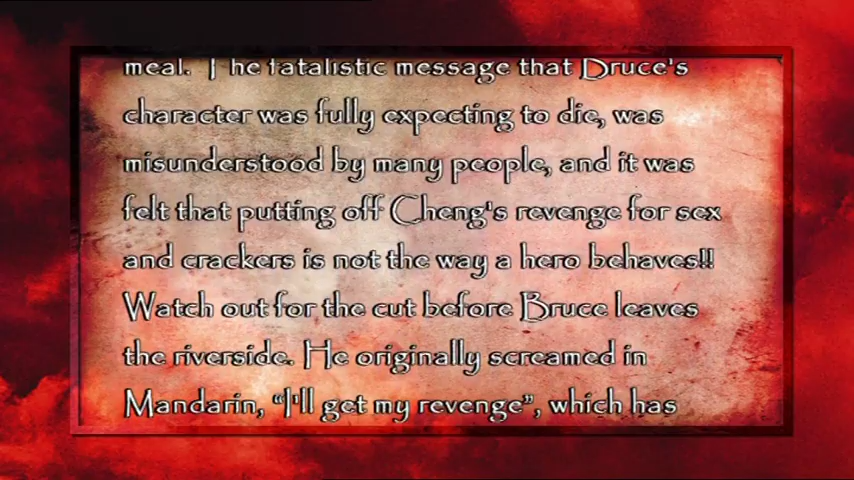 meal. The fatalistic message that Bruce's
character was fully expecting to die, was
misunderstood by many people, and it was
felt that putting off Cheng's revenge for sex
and crackers is not the way a hero behaves!!
Watch out for the cut before Bruce leaves
the riverside. He originally screamed in
Mandarin, “I'll get my revenge”, which has